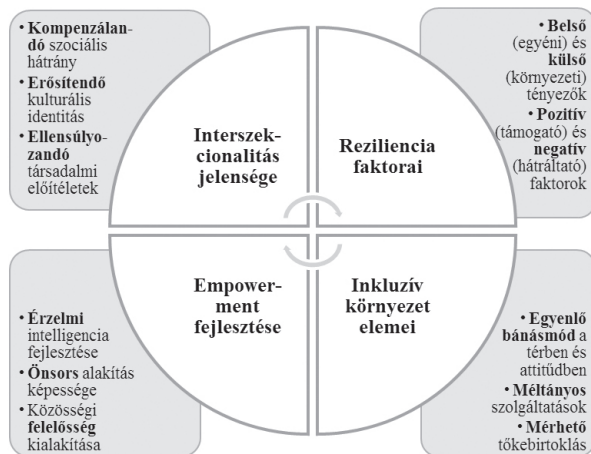 • Kompenzálan-
dó szociális
hátrány
• Erősítendő
kulturális
identitás
• Ellensúlyo-
zandó
társadalmi
előítéletek
Interszek-
cionalitás
jelensége
Reziliencia
faktorai
• Belső
(egyéni) és
külső
(környezeti)
tényezők
• Pozitív
(támogató) és
negatív
(hátráltató)
faktorok
• Érzelmi
intelligencia
fejlesztése
• Önsors alakítás
képessége
• Közösségi
felelősség
kialakítása
Empower-
ment
fejlesztése
Inkluzív
környezet
elemei
• Egyenlő
bánásmód a
térben és
attitűdben
• Méltányos
szolgáltatások
• Mérhető
tőkebirtoklás